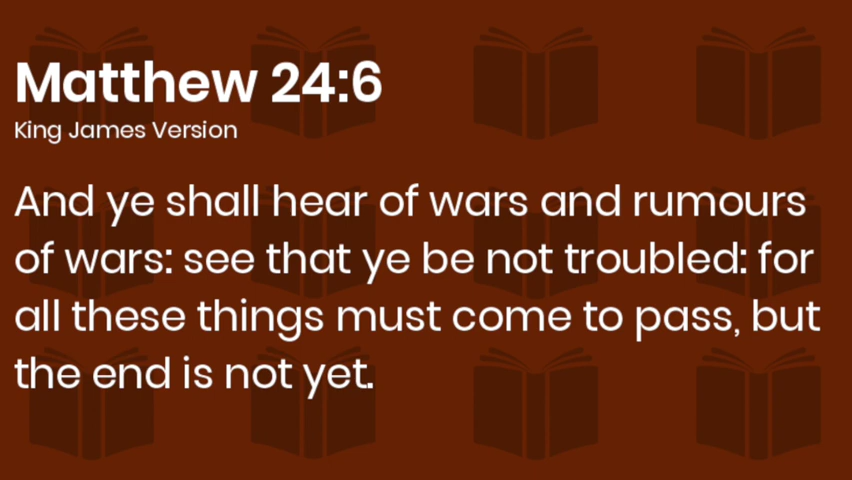 Matthew 24:6
King James Version
And ye shall hear of wars and rumours
of wars: see that ye be not troubled: for
all these things must come to pass, but
the end is not yet.